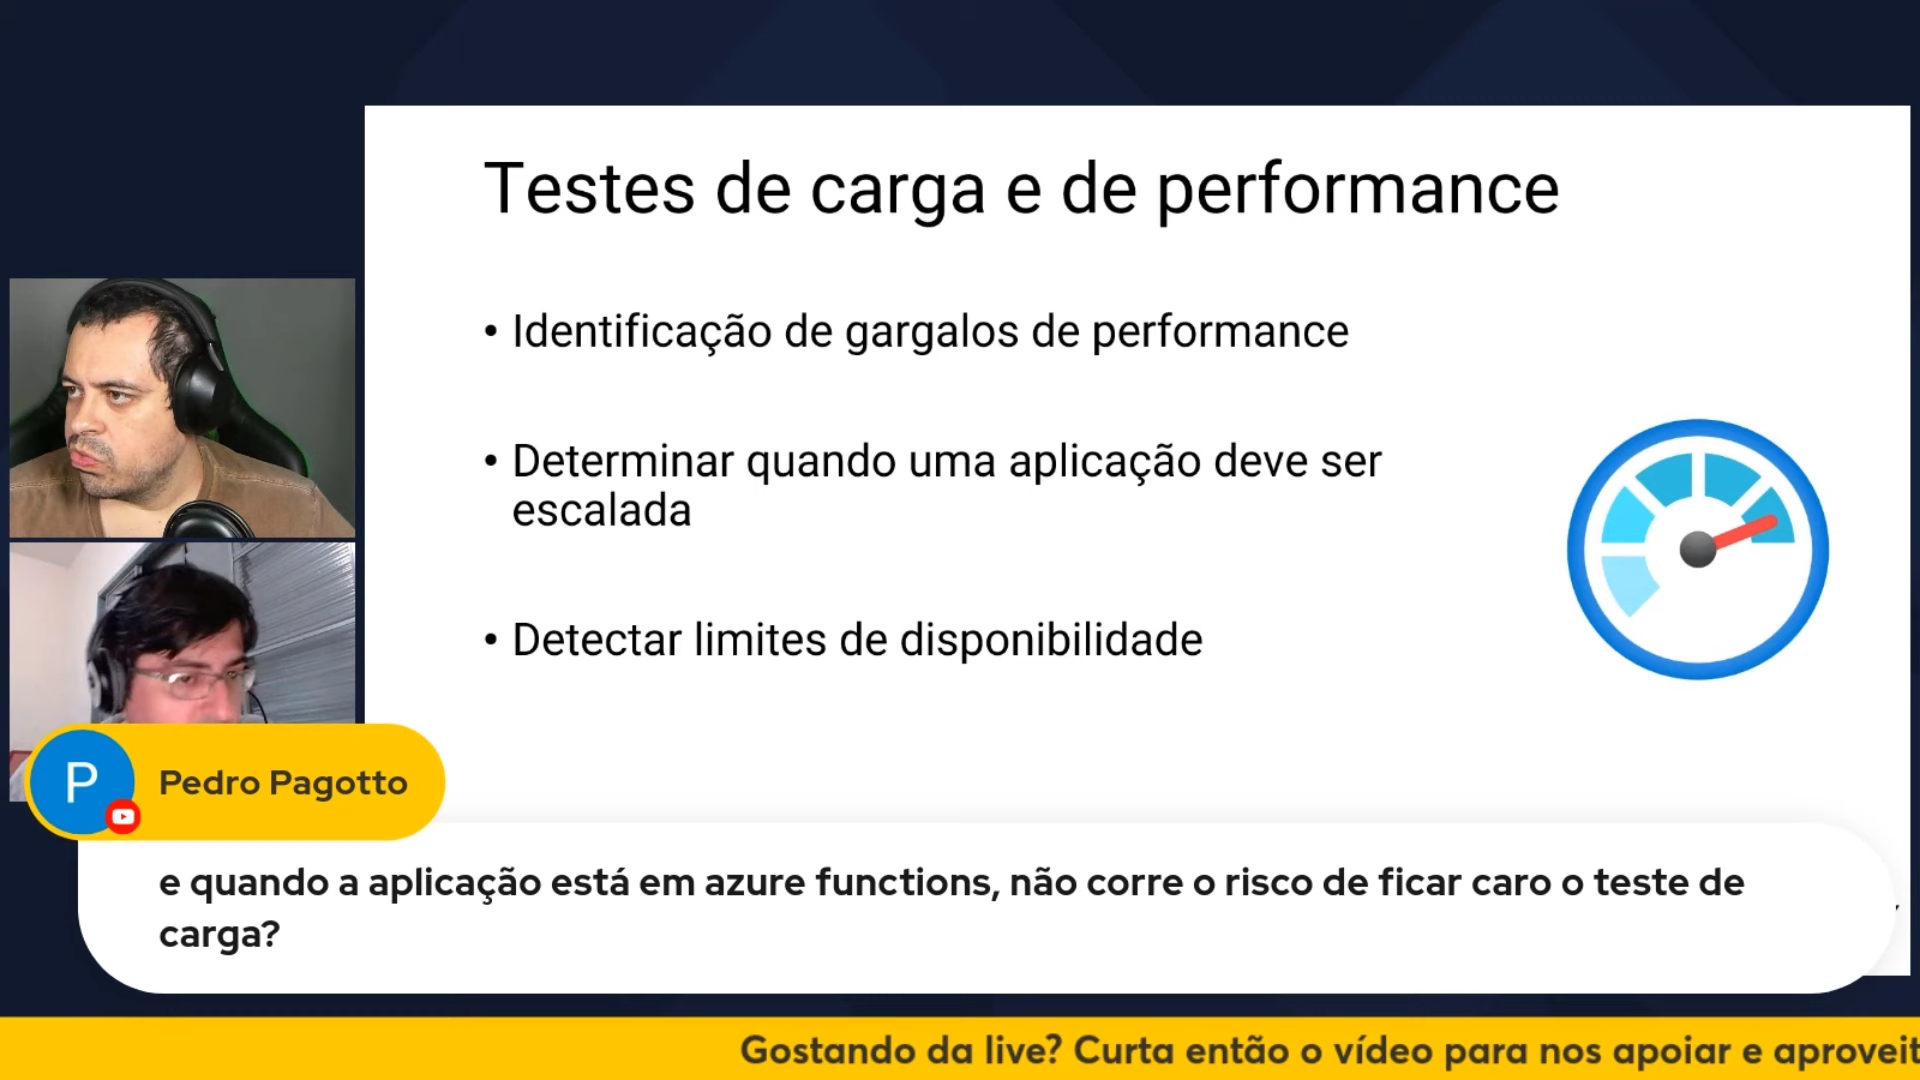 Testes de carga e de performance
• Identificação de gargalos de performance
• Determinar quando uma aplicação deve ser
escalada
• Detectar limites de disponibilidade
P
Pedro Pagotto
e quando a aplicação está em azure functions, não corre o risco de ficar caro o teste de
carga?
Gostando da live? Curta então o vídeo para nos apoiar e aproveit